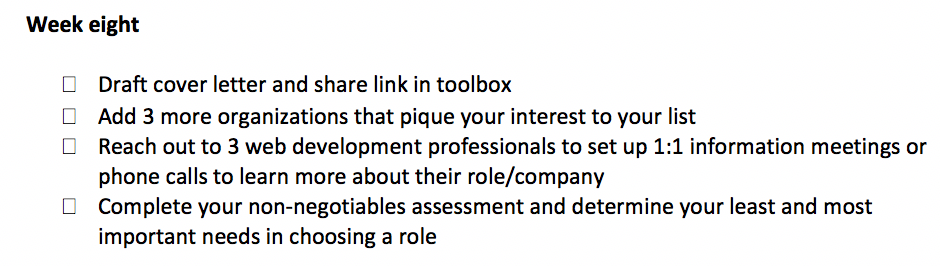 Week eight
☐ Draft cover letter and share link in toolbox
☐ Add 3 more organizations that pique your interest to your list
☐ Reach out to 3 web development professionals to set up 1:1 information meetings or
phone calls to learn more about their role/company
☐ Complete your non-negotiables assessment and determine your least and most
important needs in choosing a role